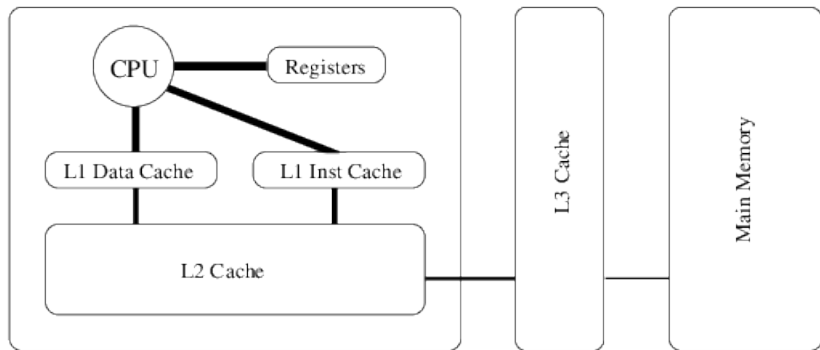 CPU
Registers
L1 Data Cache
L1 Inst Cache
L2 Cache
L3 Cache
Main Memory